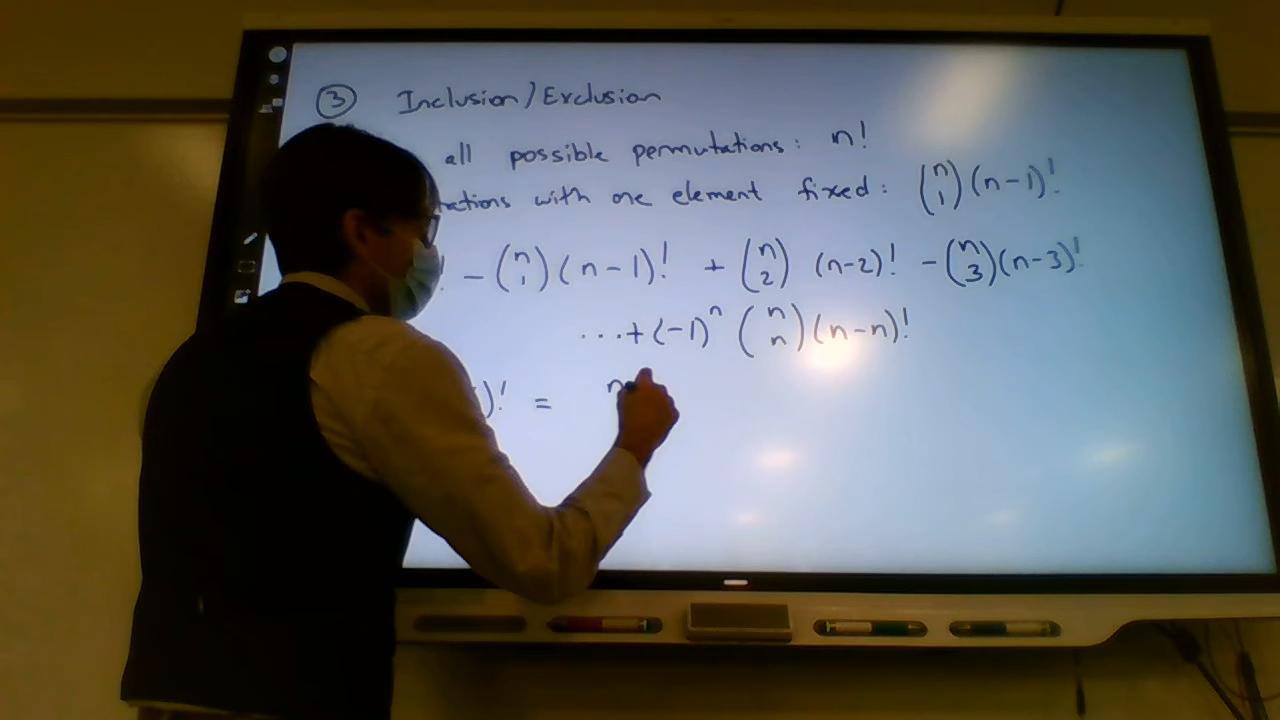 ③ Inclusion/Exclusion
all possible permutations: n!
with one element fixed: (n 1)(n-1)!
! - (n 1)(n-1)! + (n 2) (n-2)! - (n 3)(n-3)!
...+(-1)^n (n n)(n-n)!
)! = n